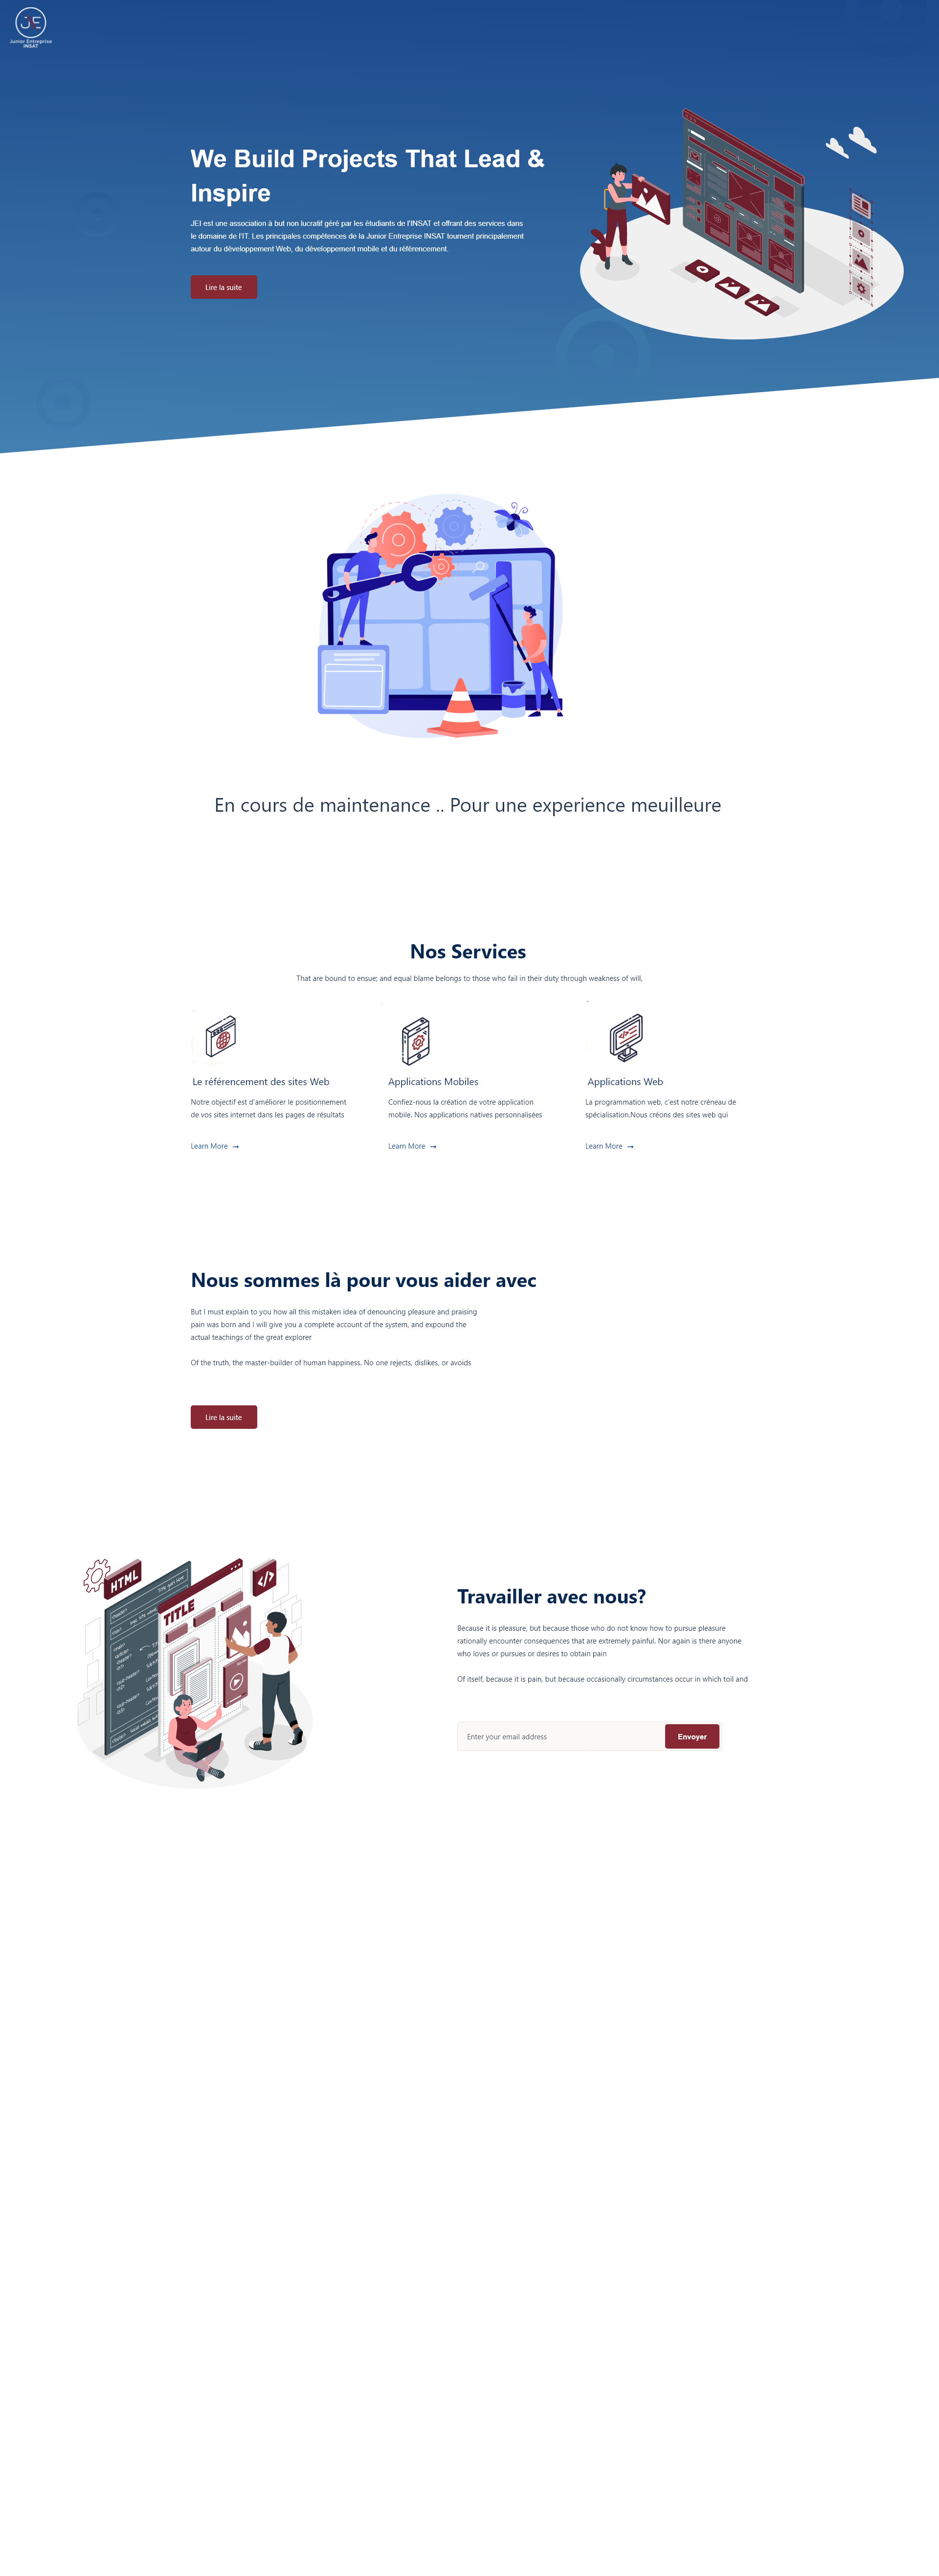 JE
Junior Entreprise
INSAT
We Build Projects That Lead &
Inspire
JEI est une association à but non lucratif géré par les étudiants de l'INSAT et offrant des services dans
le domaine de l'IT. Les principales compétences de la Junior Entreprise INSAT tournent principalement
autour du développement Web, du développement mobile et du référencement.
Lire la suite
En cours de maintenance .. Pour une experience meuilleure
Nos Services
That are bound to ensue; and equal blame belongs to those who fail in their duty through weakness of will,
Le référencement des sites Web
Notre objectif est d'améliorer le positionnement
de vos sites internet dans les pages de résultats
Learn More →
Applications Mobiles
Confiez-nous la création de votre application
mobile. Nos applications natives personnalisées
Learn More →
Applications Web
La programmation web, c'est notre créneau de
spécialisation.Nous créons des sites web qui
Learn More →
Nous sommes là pour vous aider avec
But I must explain to you how all this mistaken idea of denouncing pleasure and praising
pain was born and I will give you a complete account of the system, and expound the
actual teachings of the great explorer
Of the truth, the master-builder of human happiness. No one rejects, dislikes, or avoids
Lire la suite
HTML
TITLE
</>
Travailler avec nous?
Because it is pleasure, but because those who do not know how to pursue pleasure
rationally encounter consequences that are extremely painful. Nor again is there anyone
who loves or pursues or desires to obtain pain
Of itself, because it is pain, but because occasionally circumstances occur in which toil and
Enter your email address
Envoyer